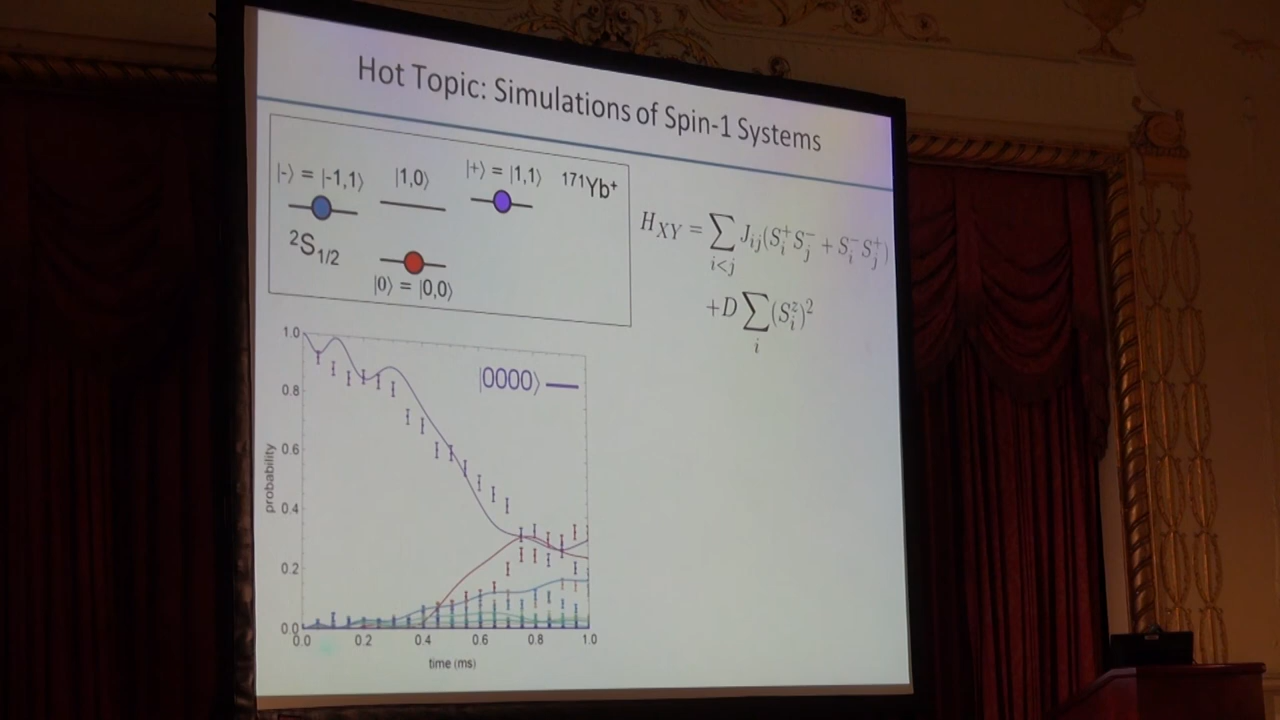 Hot Topic: Simulations of Spin-1 Systems
|-⟩ = |-1,1⟩ |1,0⟩ |+⟩ = |1,1⟩ ¹⁷¹Yb⁺
²S₁/₂
|0⟩ = |0,0⟩
H_XY = ∑_{i<j} J_ij(S_i^+ S_j^- + S_i^- S_j^+)
+D ∑_i (S_i^z)²
|0000⟩
1.0
0.8
0.6
0.4
0.2
0.0
probability
0.0 0.2 0.4 0.6 0.8 1.0
time (ms)